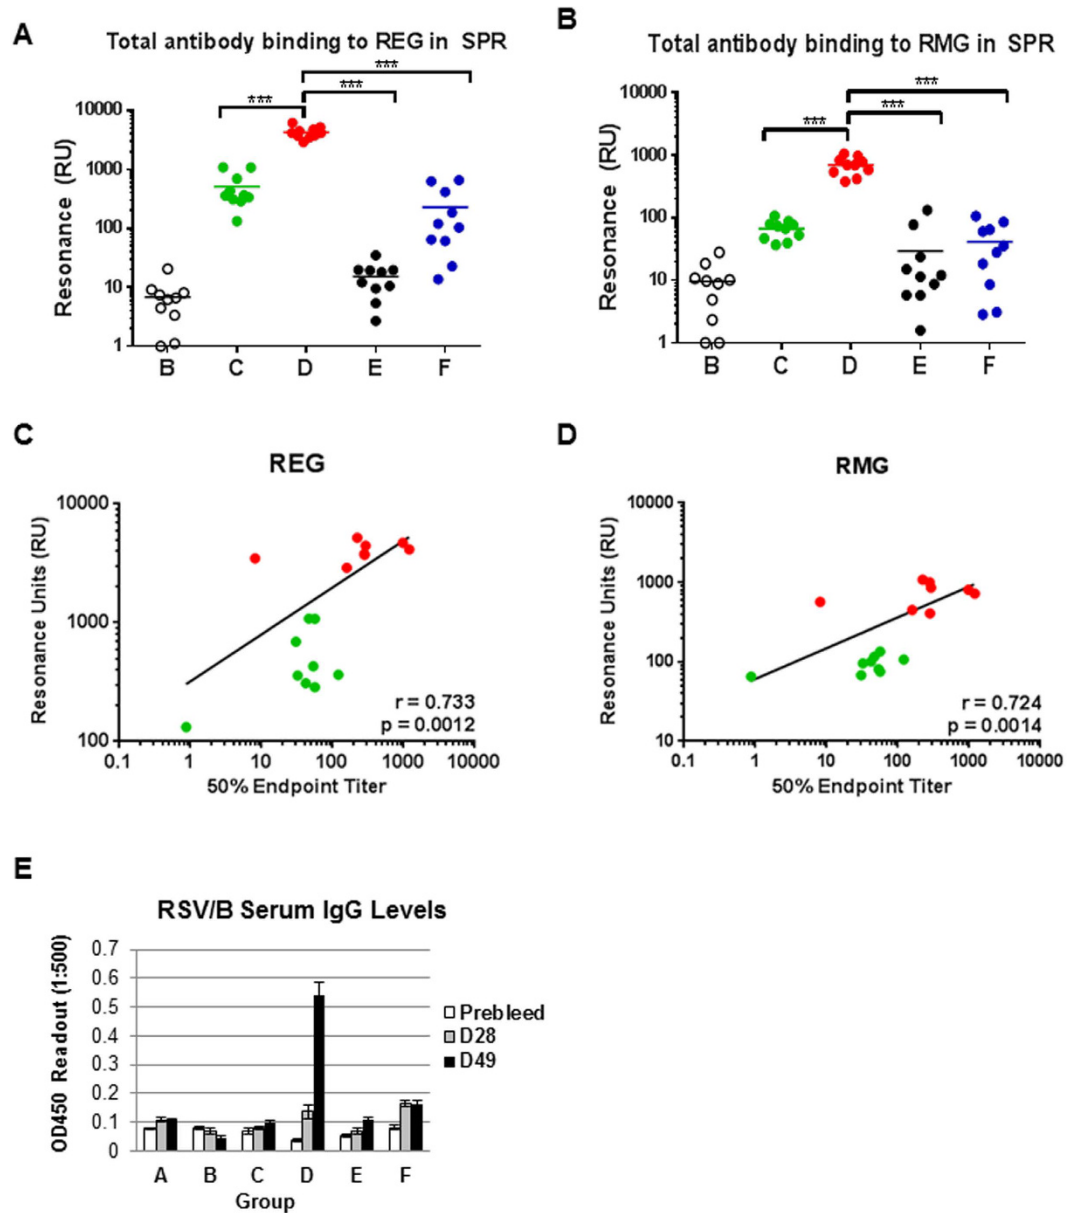 A
Total antibody binding to REG in SPR
***
***
***
Resonance (RU)
10000
1000
100
10
1
B C D E F
B
Total antibody binding to RMG in SPR
***
***
***
Resonance (RU)
10000
1000
100
10
1
B C D E F
C
REG
Resonance Units (RU)
10000
1000
100
r = 0.733
p = 0.0012
0.1 1 10 100 1000 10000
50% Endpoint Titer
D
RMG
Resonance Units (RU)
10000
1000
100
10
r = 0.724
p = 0.0014
0.1 1 10 100 1000 10000
50% Endpoint Titer
E
RSV/B Serum IgG Levels
OD450 Readout (1:500)
0.7
0.6
0.5
0.4
0.3
0.2
0.1
0
Prebleed
D28
D49
A B C D E F
Group